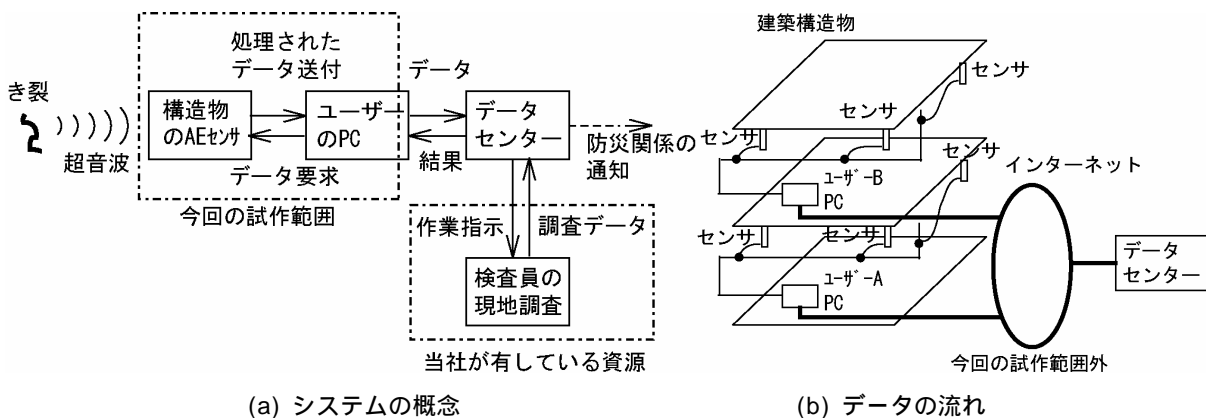 処理された
データ送付
データ
き裂
構造物
のAEｾﾝｻ
ユーザー
のPC
データ
センター
超音波
データ要求
結果
防災関係の
通知
今回の試作範囲
作業指示
調査データ
検査員の
現地調査
当社が有している資源
(a) システムの概念
建築構造物
センサ
センサ
センサ
センサ
ﾕｰｻﾞｰB
PC
インターネット
センサ
センサ
データ
センター
ﾕｰｻﾞｰA
PC
今回の試作範囲外
(b) データの流れ